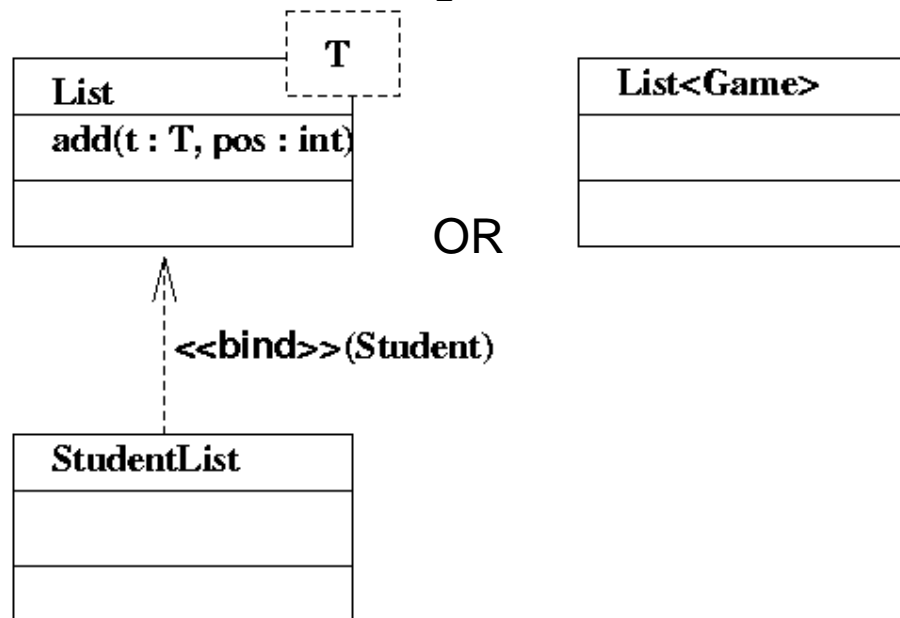 T
List
add(t : T, pos : int)
List<Game>
OR
<<bind>>(Student)
StudentList